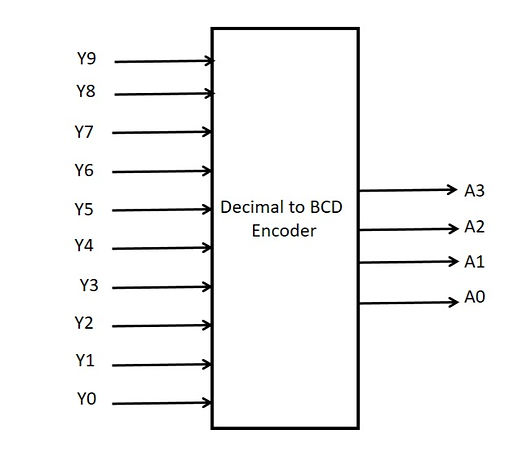 Y9
Y8
Y7
Y6
Y5
Y4
Y3
Y2
Y1
Y0
Decimal to BCD
Encoder
A3
A2
A1
A0